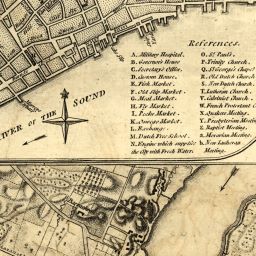 References.
A. Military Hospital.
B. Governor's House
C. Secretary's Office.
D. Custom House.
E. Fish Market.
F. Old Slip Market.
G. Meal Market.
H. Fly Market.
I. Pecks Market.
K. Oswego Market.
L. Exchange.
M. Dutch Free School.
N. Engine which supplies
the City with Fresh Water.
O. St. Paul's.
P. Trinity Church.
Q. St George's Chapel
R. Old Dutch Church
S. New Dutch Church
T. Lutheran Church.
V. Calvinist Church.
W. French Protestant
X. Quakers Meeting.
Y. Presbyterian Meeting
Z. Baptist Meeting.
a. Moravian Meeting.
b. New Lutheran
Meeting.
VER OF THE SOUND